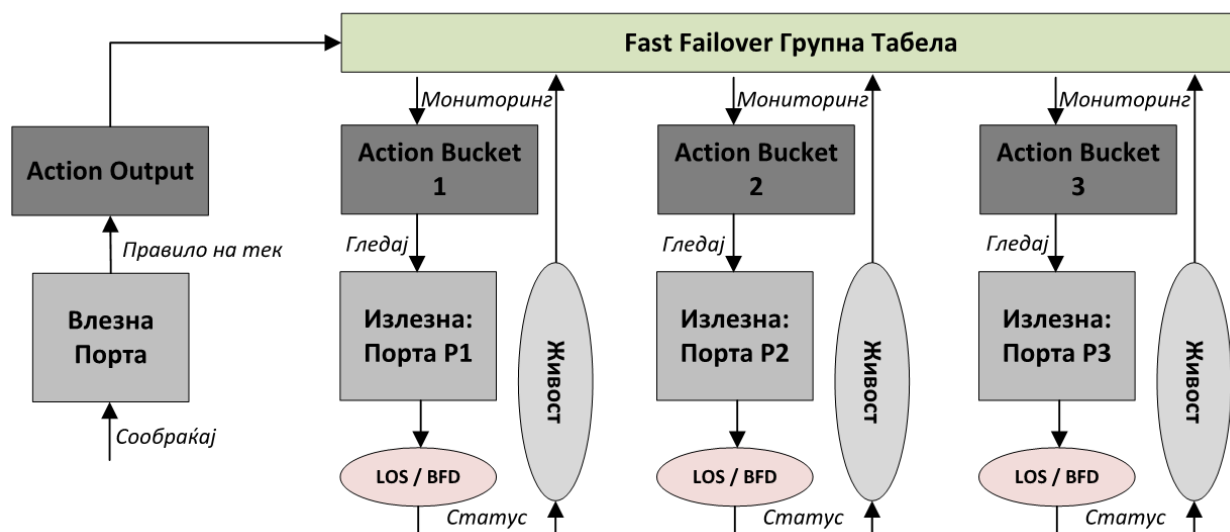 Fast Failover Групна Табела
Мониторинг
Мониторинг
Мониторинг
Action Output
Action Bucket
1
Action Bucket
2
Action Bucket
3
Правило на тек
Гледај
Гледај
Гледај
Влезна
Порта
Излезна:
Порта P1
Живост
Излезна:
Порта P2
Живост
Излезна:
Порта P3
Живост
Сообраќај
LOS / BFD
LOS / BFD
LOS / BFD
Статус
Статус
Статус